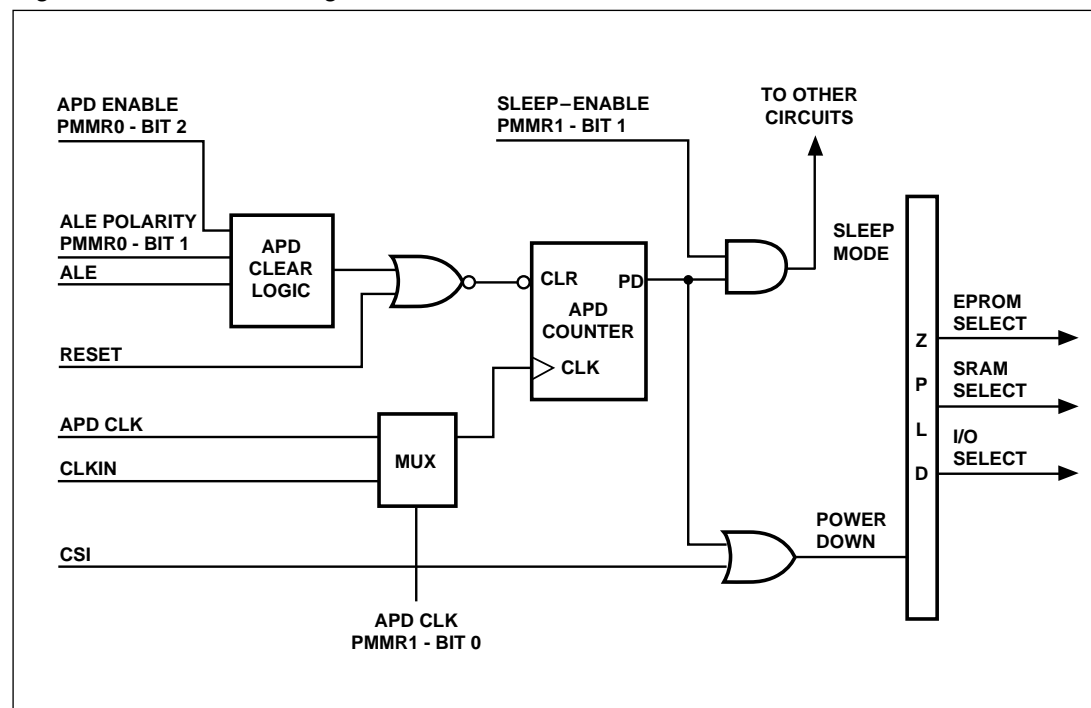 APD ENABLE
PMMR0 - BIT 2
SLEEP–ENABLE
PMMR1 - BIT 1
TO OTHER
CIRCUITS
ALE POLARITY
PMMR0 - BIT 1
ALE
APD
CLEAR
LOGIC
CLR
PD
APD
COUNTER
CLK
SLEEP
MODE
RESET
APD CLK
CLKIN
MUX
CSI
APD CLK
PMMR1 - BIT 0
POWER
DOWN
Z
P
L
D
EPROM
SELECT
SRAM
SELECT
I/O
SELECT